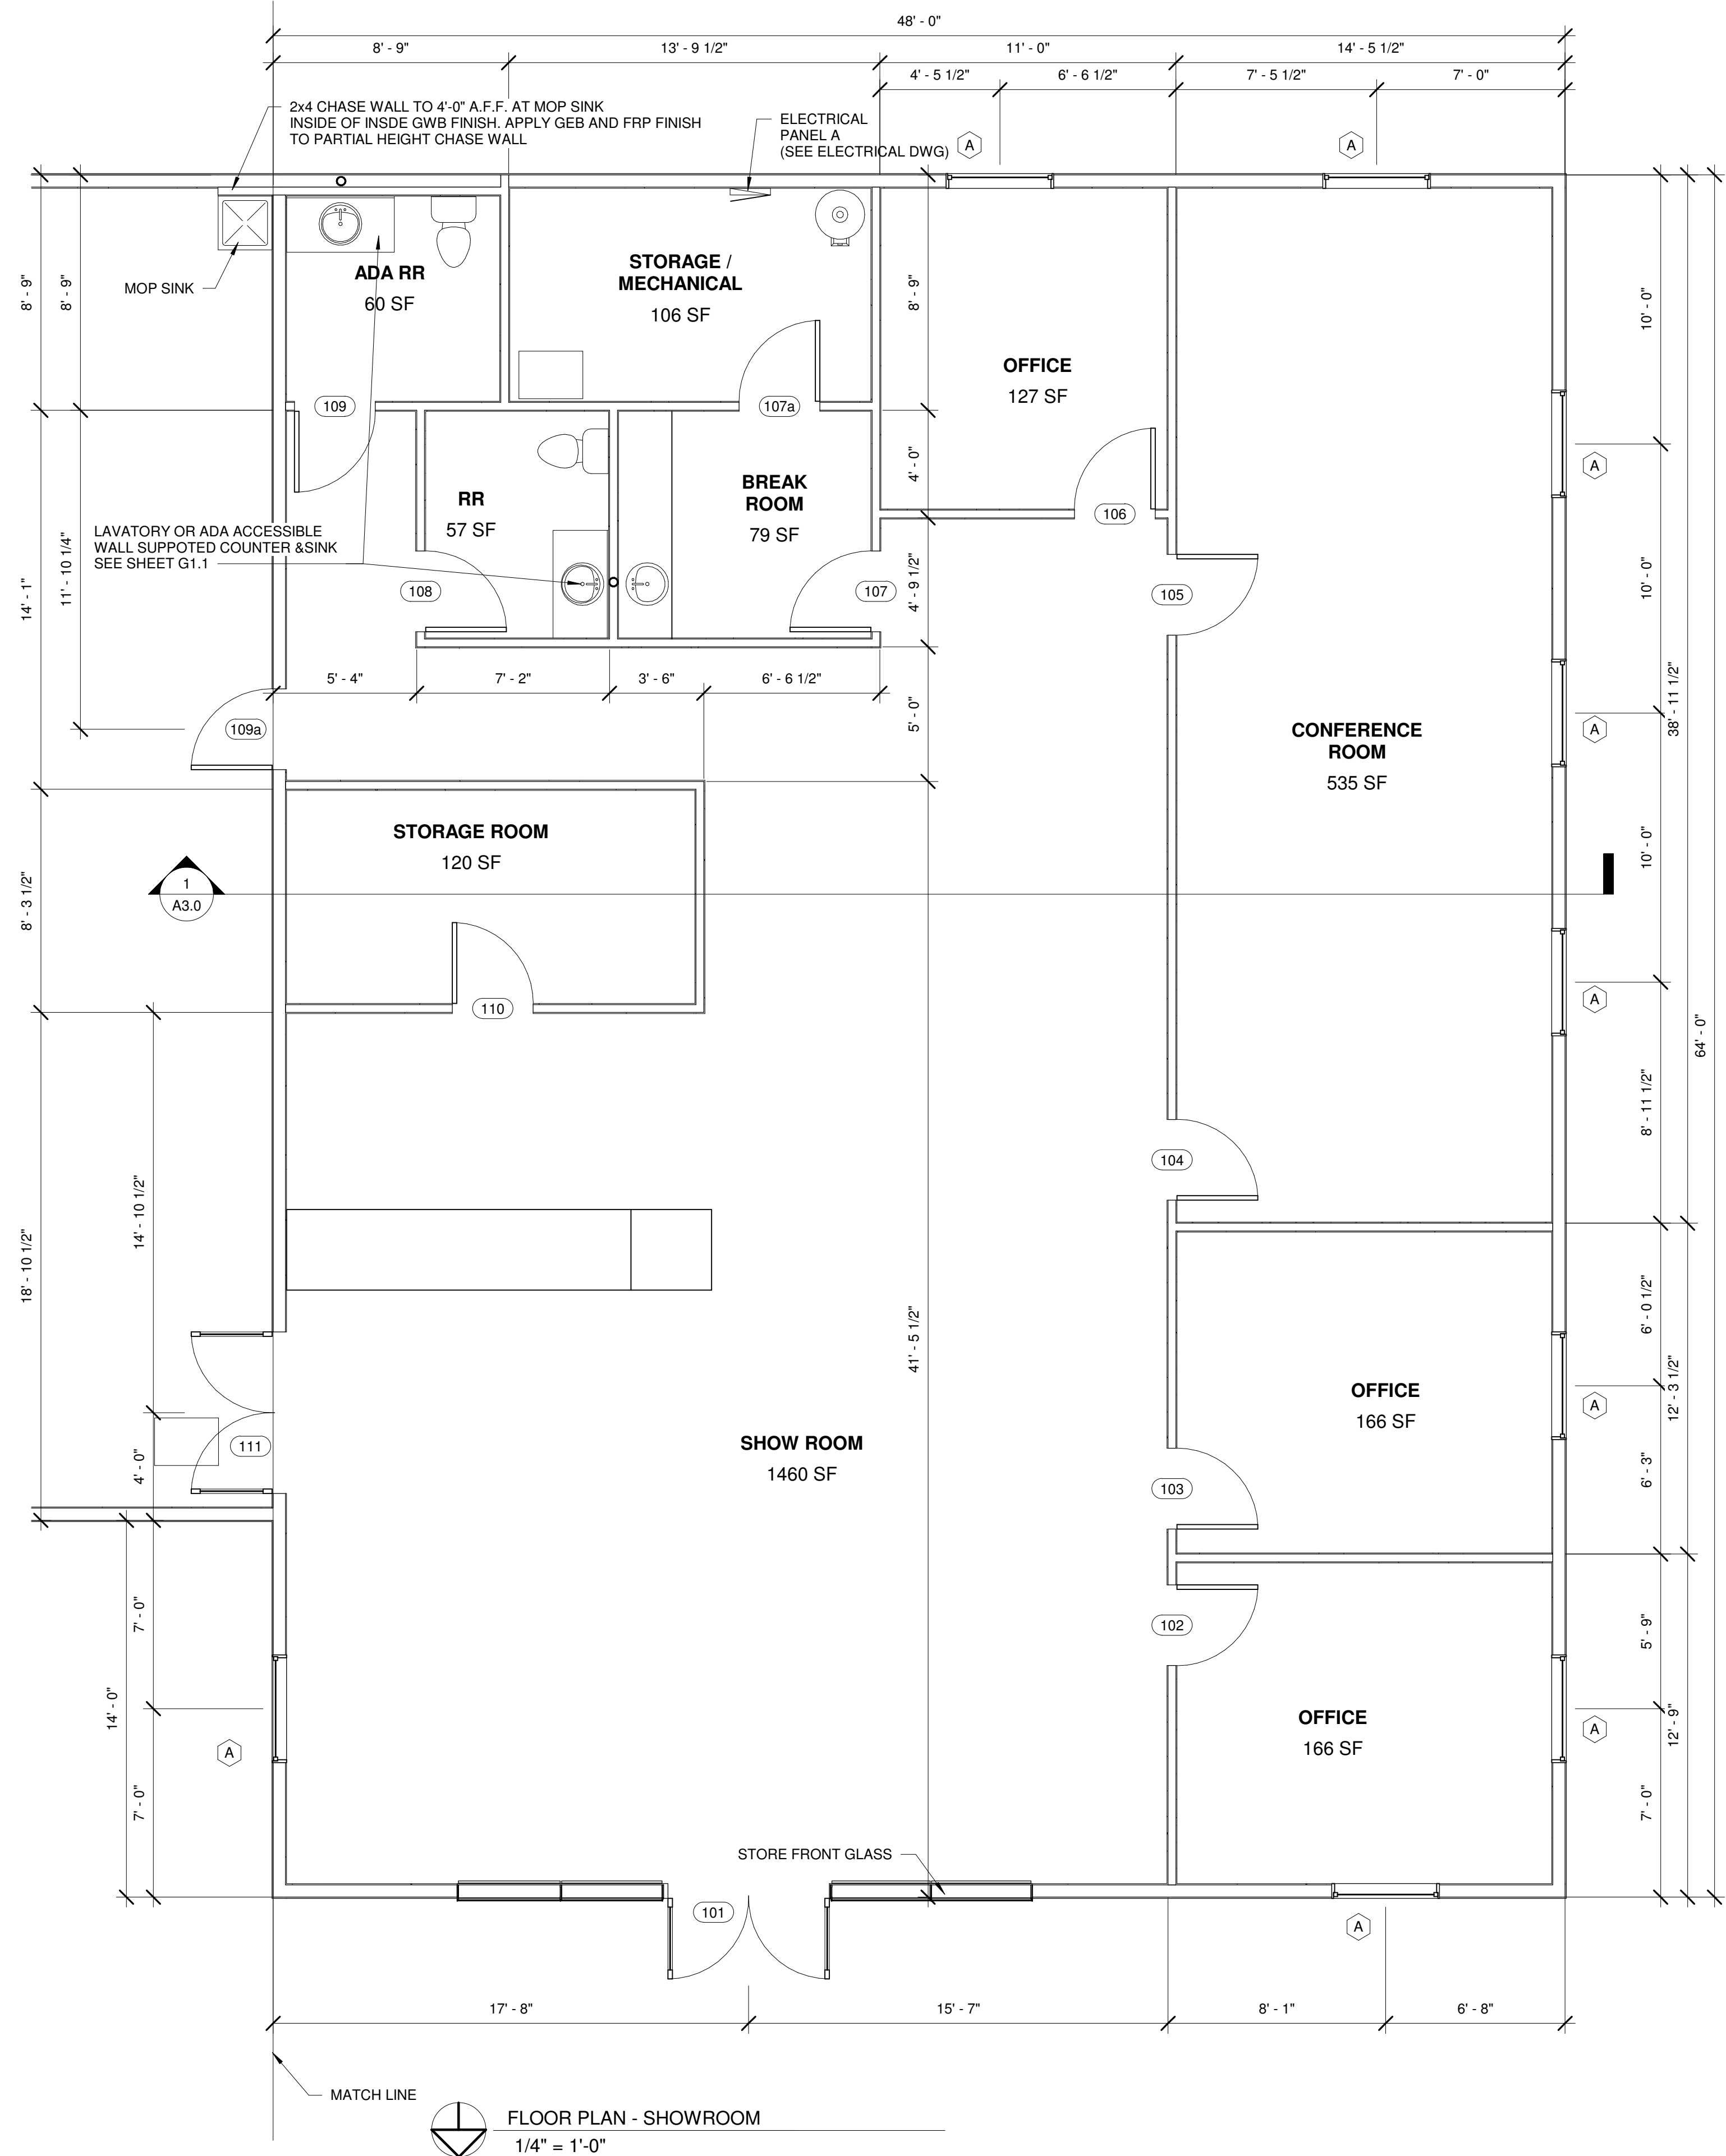 48' - 0"
8' - 9"
13' - 9 1/2"
11' - 0"
14' - 5 1/2"
4' - 5 1/2"
6' - 6 1/2"
7' - 5 1/2"
7' - 0"
2x4 CHASE WALL TO 4'-0" A.F.F. AT MOP SINK
INSIDE OF INSDE GWB FINISH. APPLY GEB AND FRP FINISH
TO PARTIAL HEIGHT CHASE WALL
ELECTRICAL
PANEL A
(SEE ELECTRICAL DWG)
A
A
MOP SINK
ADA RR
60 SF
STORAGE /
MECHANICAL
106 SF
8' - 9"
8' - 9"
8' - 9"
10' - 0"
OFFICE
127 SF
109
107a
A
4' - 0"
RR
57 SF
BREAK
ROOM
79 SF
106
LAVATORY OR ADA ACCESSIBLE
WALL SUPPOTED COUNTER &SINK
SEE SHEET G1.1
14' - 1"
11' - 10 1/4"
108
107
4' - 9 1/2"
105
10' - 0"
5' - 4"
7' - 2"
3' - 6"
6' - 6 1/2"
5' - 0"
109a
CONFERENCE
ROOM
535 SF
A
38' - 11 1/2"
STORAGE ROOM
120 SF
10' - 0"
1
A3.0
8' - 3 1/2"
110
A
64' - 0"
8' - 11 1/2"
104
14' - 10 1/2"
18' - 10 1/2"
41' - 5 1/2"
6' - 0 1/2"
12' - 3 1/2"
OFFICE
166 SF
A
SHOW ROOM
1460 SF
111
4' - 0"
103
6' - 3"
7' - 0"
102
5' - 9"
14' - 0"
OFFICE
166 SF
A
12' - 9"
A
7' - 0"
7' - 0"
STORE FRONT GLASS
101
A
17' - 8"
15' - 7"
8' - 1"
6' - 8"
MATCH LINE
FLOOR PLAN - SHOWROOM
1/4" = 1'-0"